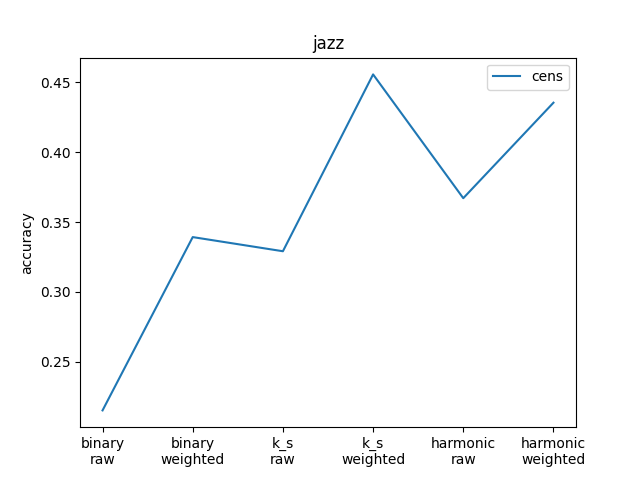 jazz
cens
0.45
0.40
0.35
0.30
0.25
accuracy
binary
raw
binary
weighted
k_s
raw
k_s
weighted
harmonic
raw
harmonic
weighted